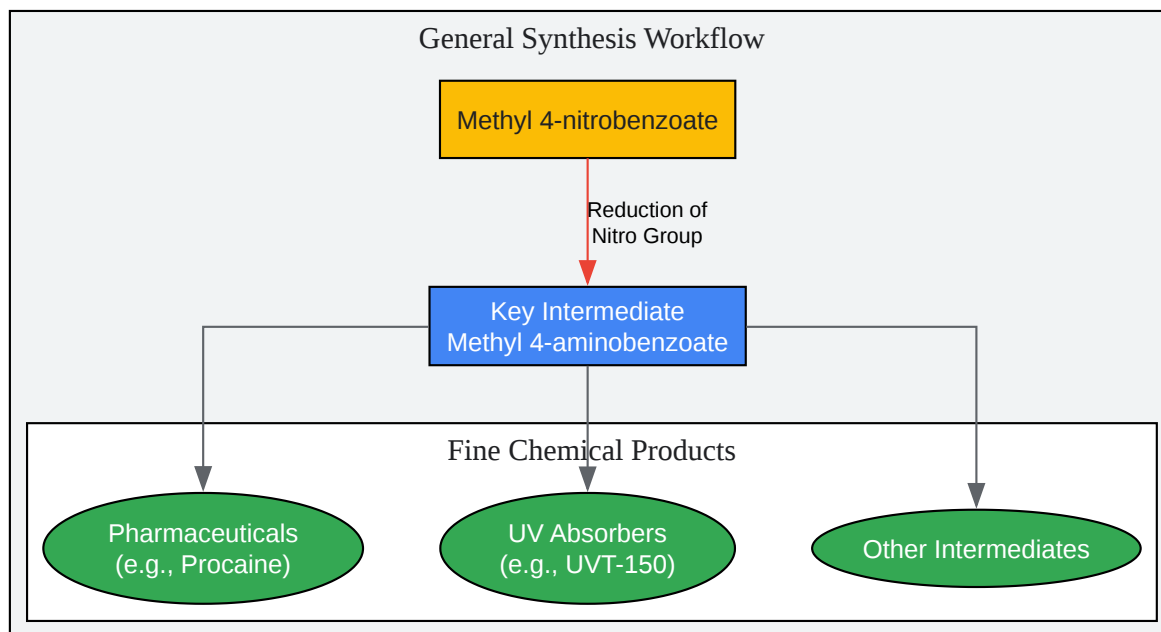 General Synthesis Workflow
Methyl 4-nitrobenzoate
Reduction of
Nitro Group
Key Intermediate
Methyl 4-aminobenzoate
Fine Chemical Products
Pharmaceuticals
(e.g., Procaine)
UV Absorbers
(e.g., UVT-150)
Other Intermediates